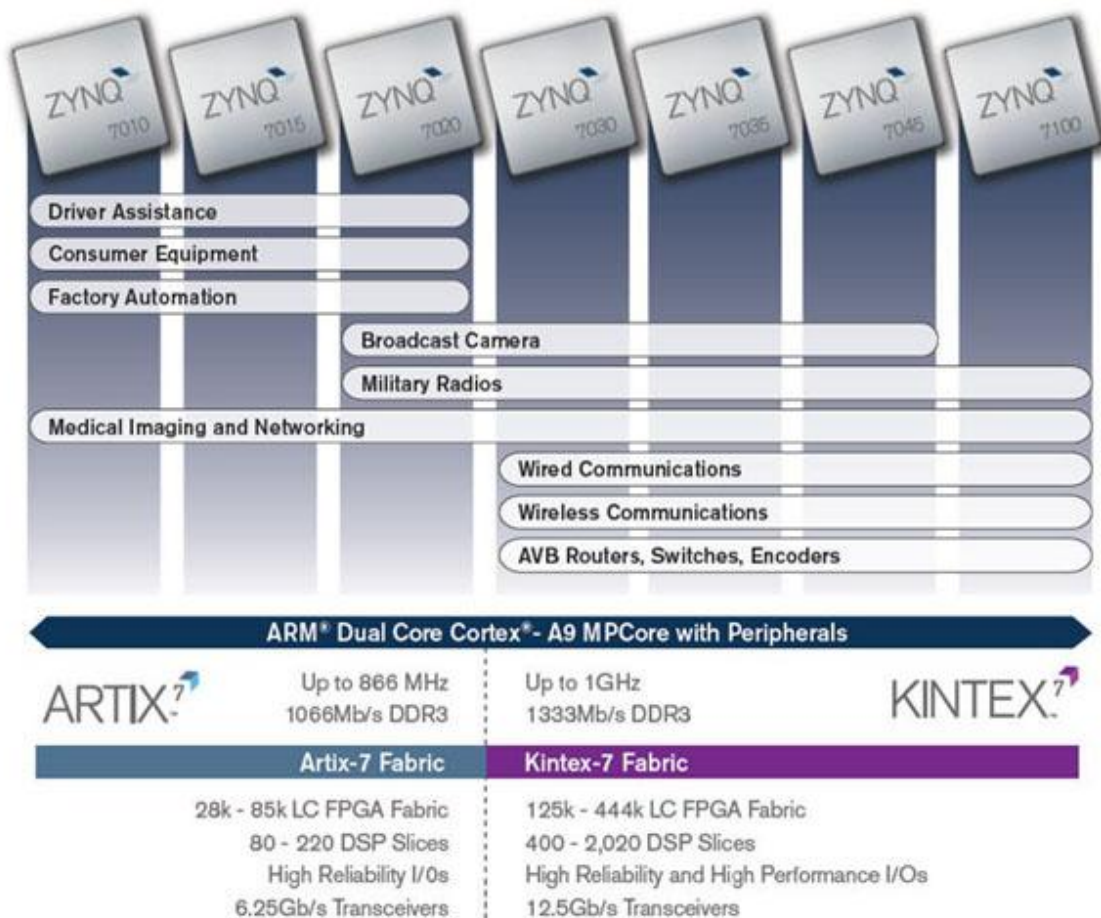 ZYNQ ZYNQ ZYNQ ZYNQ ZYNQ ZYNQ ZYNQ
7010 7015 7020 7030 7035 7045 7100
Driver Assistance
Consumer Equipment
Factory Automation
Broadcast Camera
Military Radios
Medical Imaging and Networking
Wired Communications
Wireless Communications
AVB Routers, Switches, Encoders
ARM® Dual Core Cortex®- A9 MPCore with Peripherals
ARTIX.7
Up to 866 MHz
1066Mb/s DDR3
Up to 1GHz
1333Mb/s DDR3
KINTEX.7
Artix-7 Fabric
28k - 85k LC FPGA Fabric
80 - 220 DSP Slices
High Reliability I/0s
6.25Gb/s Transceivers
Kintex-7 Fabric
125k - 444k LC FPGA Fabric
400 - 2,020 DSP Slices
High Reliability and High Performance I/Os
12.5Gb/s Transceivers